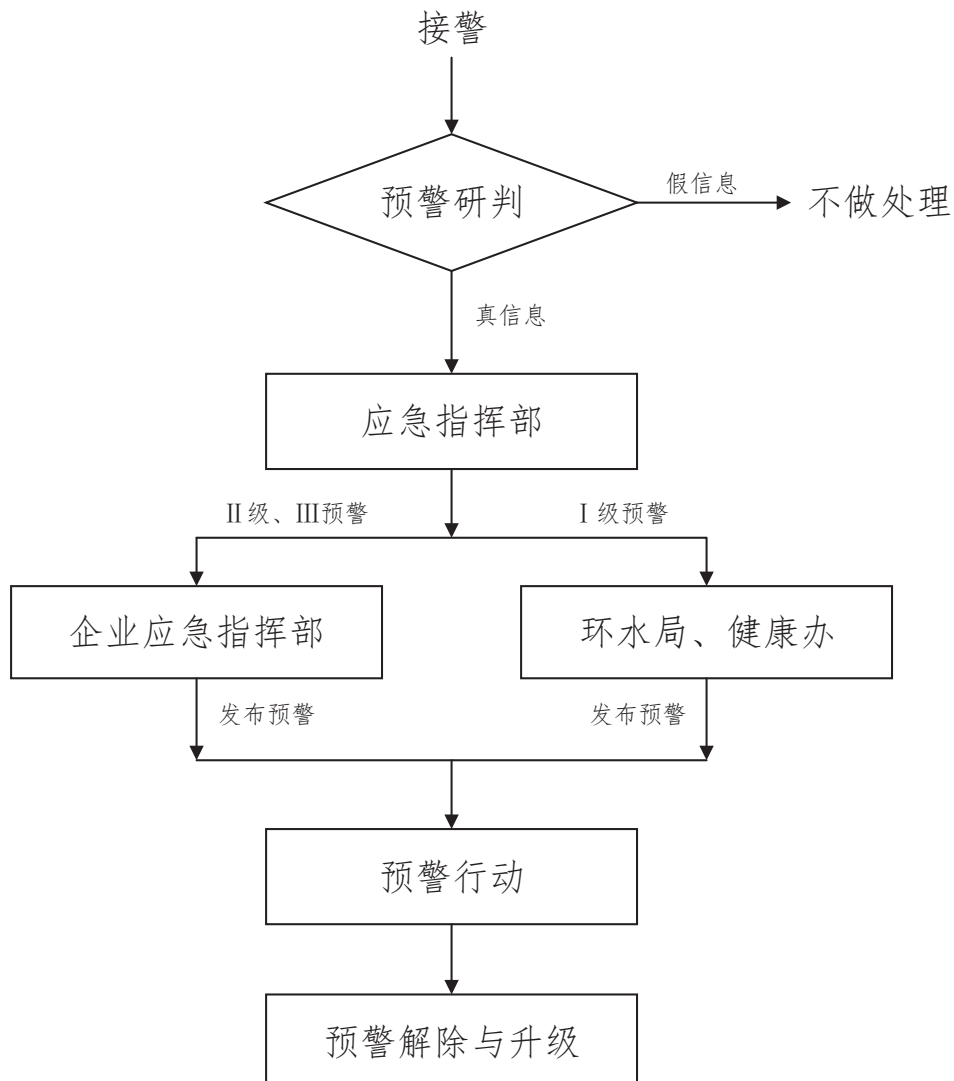 接警
预警研判
假信息
不做处理
真信息
应急指挥部
Ⅱ级、Ⅲ预警
Ⅰ级预警
企业应急指挥部
环水局、健康办
发布预警
发布预警
预警行动
预警解除与升级